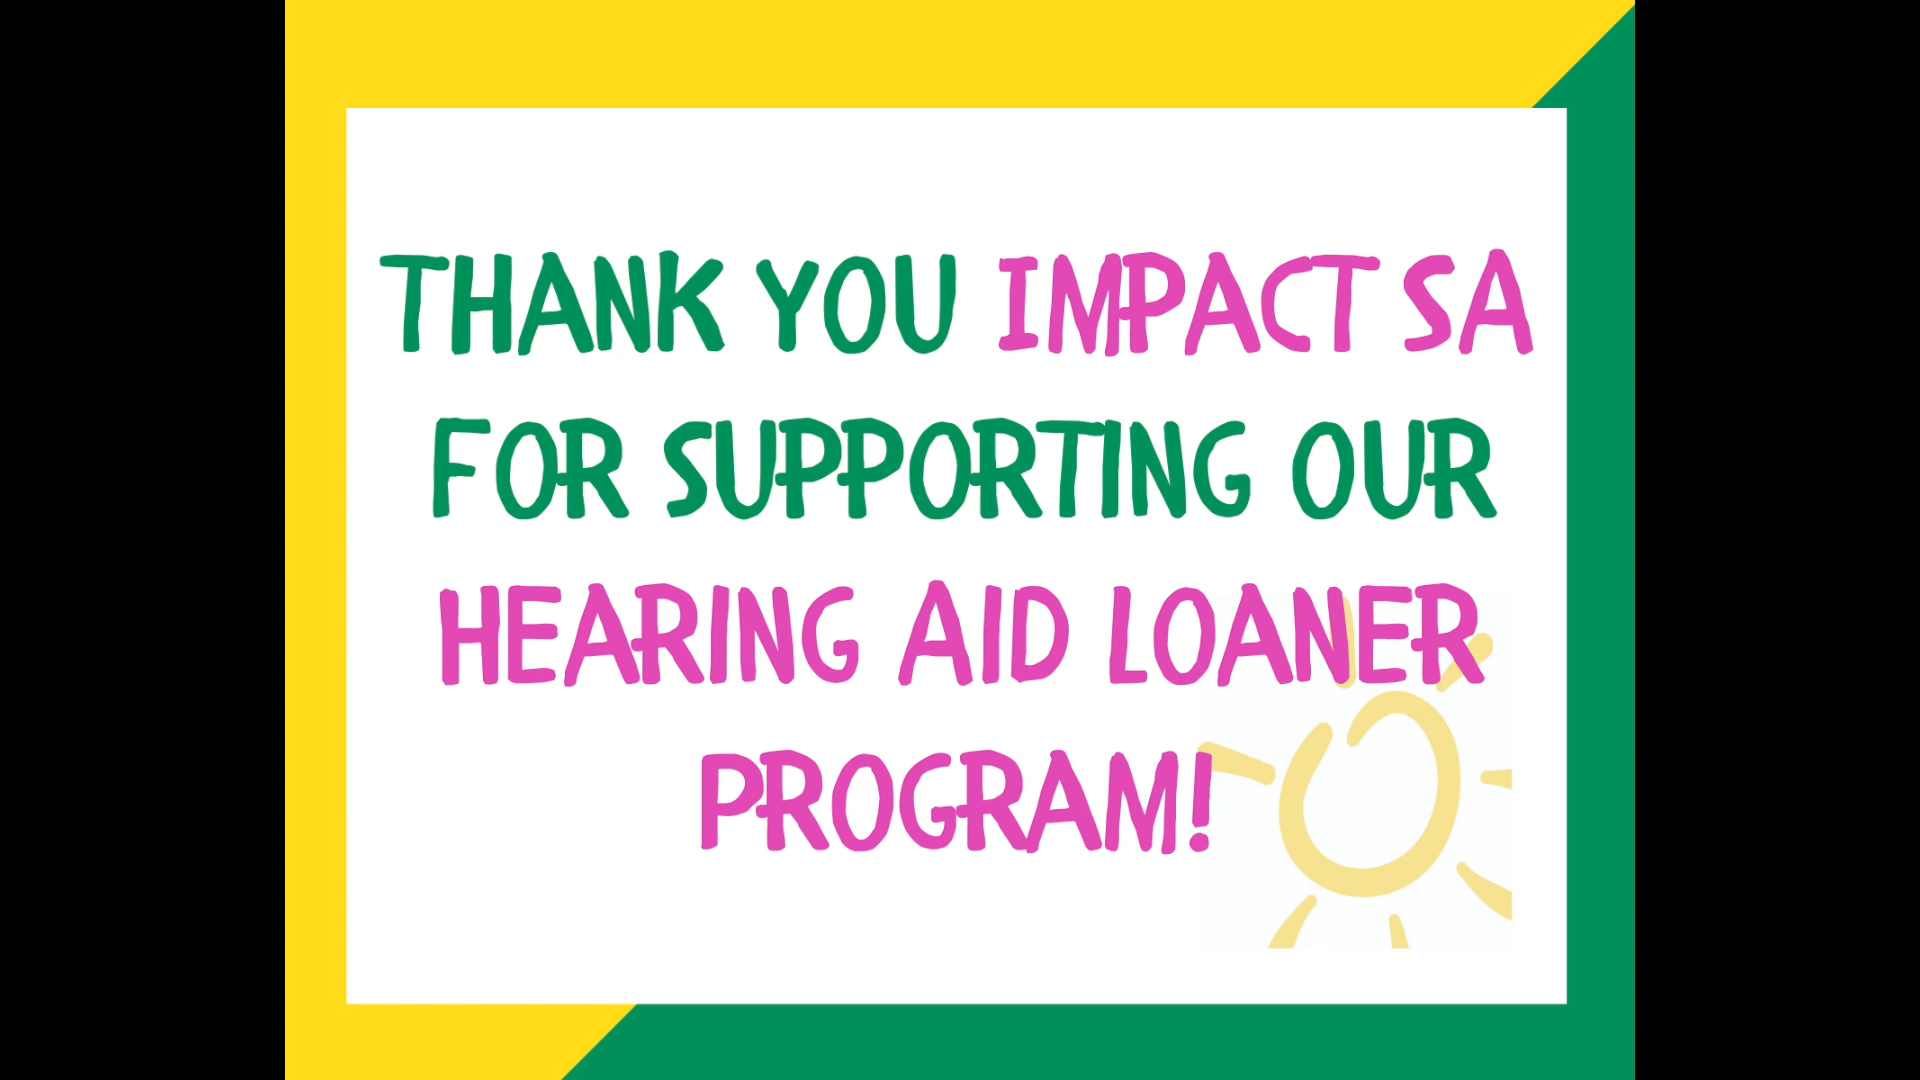 THANK YOU IMPACT SA
FOR SUPPORTING OUR
HEARING AID LOANER
PROGRAM!